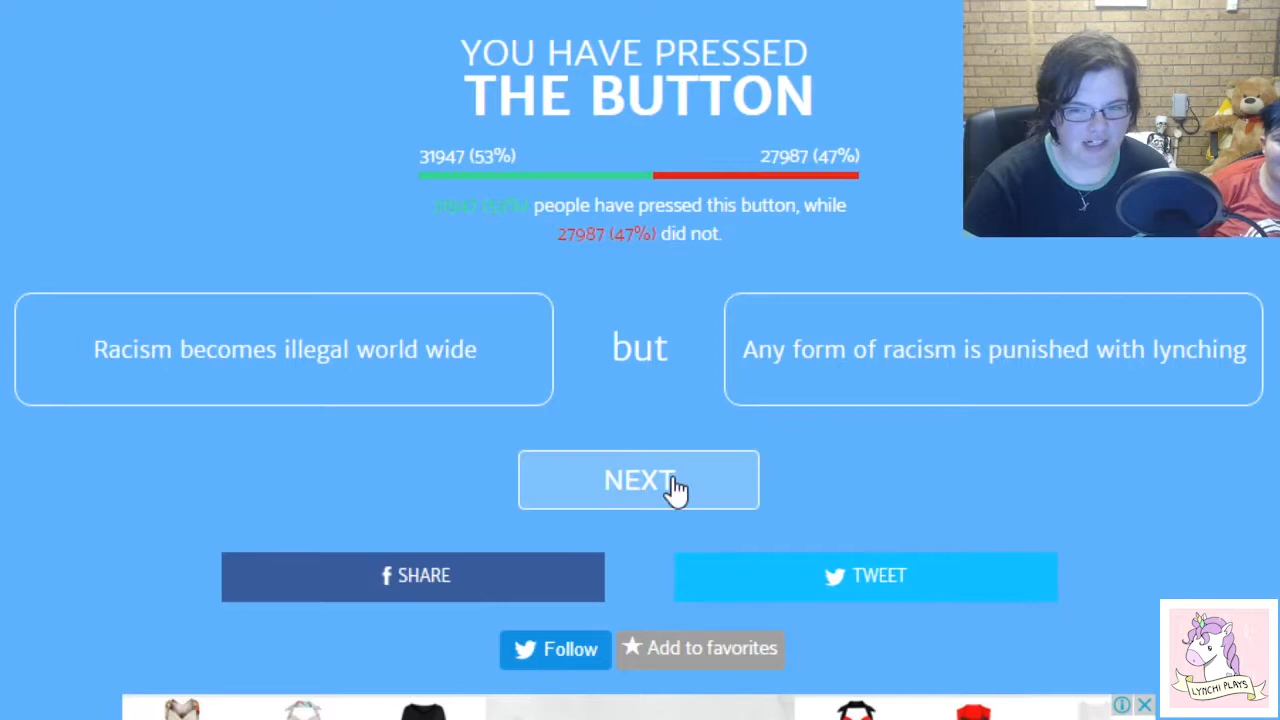 YOU HAVE PRESSED
THE BUTTON
31947 (53%)
27987 (47%)
31947 (53%) people have pressed this button, while
27987 (47%) did not.
Racism becomes illegal world wide
but
Any form of racism is punished with lynching
NEXT
SHARE
TWEET
Follow
Add to favorites
LYNCHI PLAYS